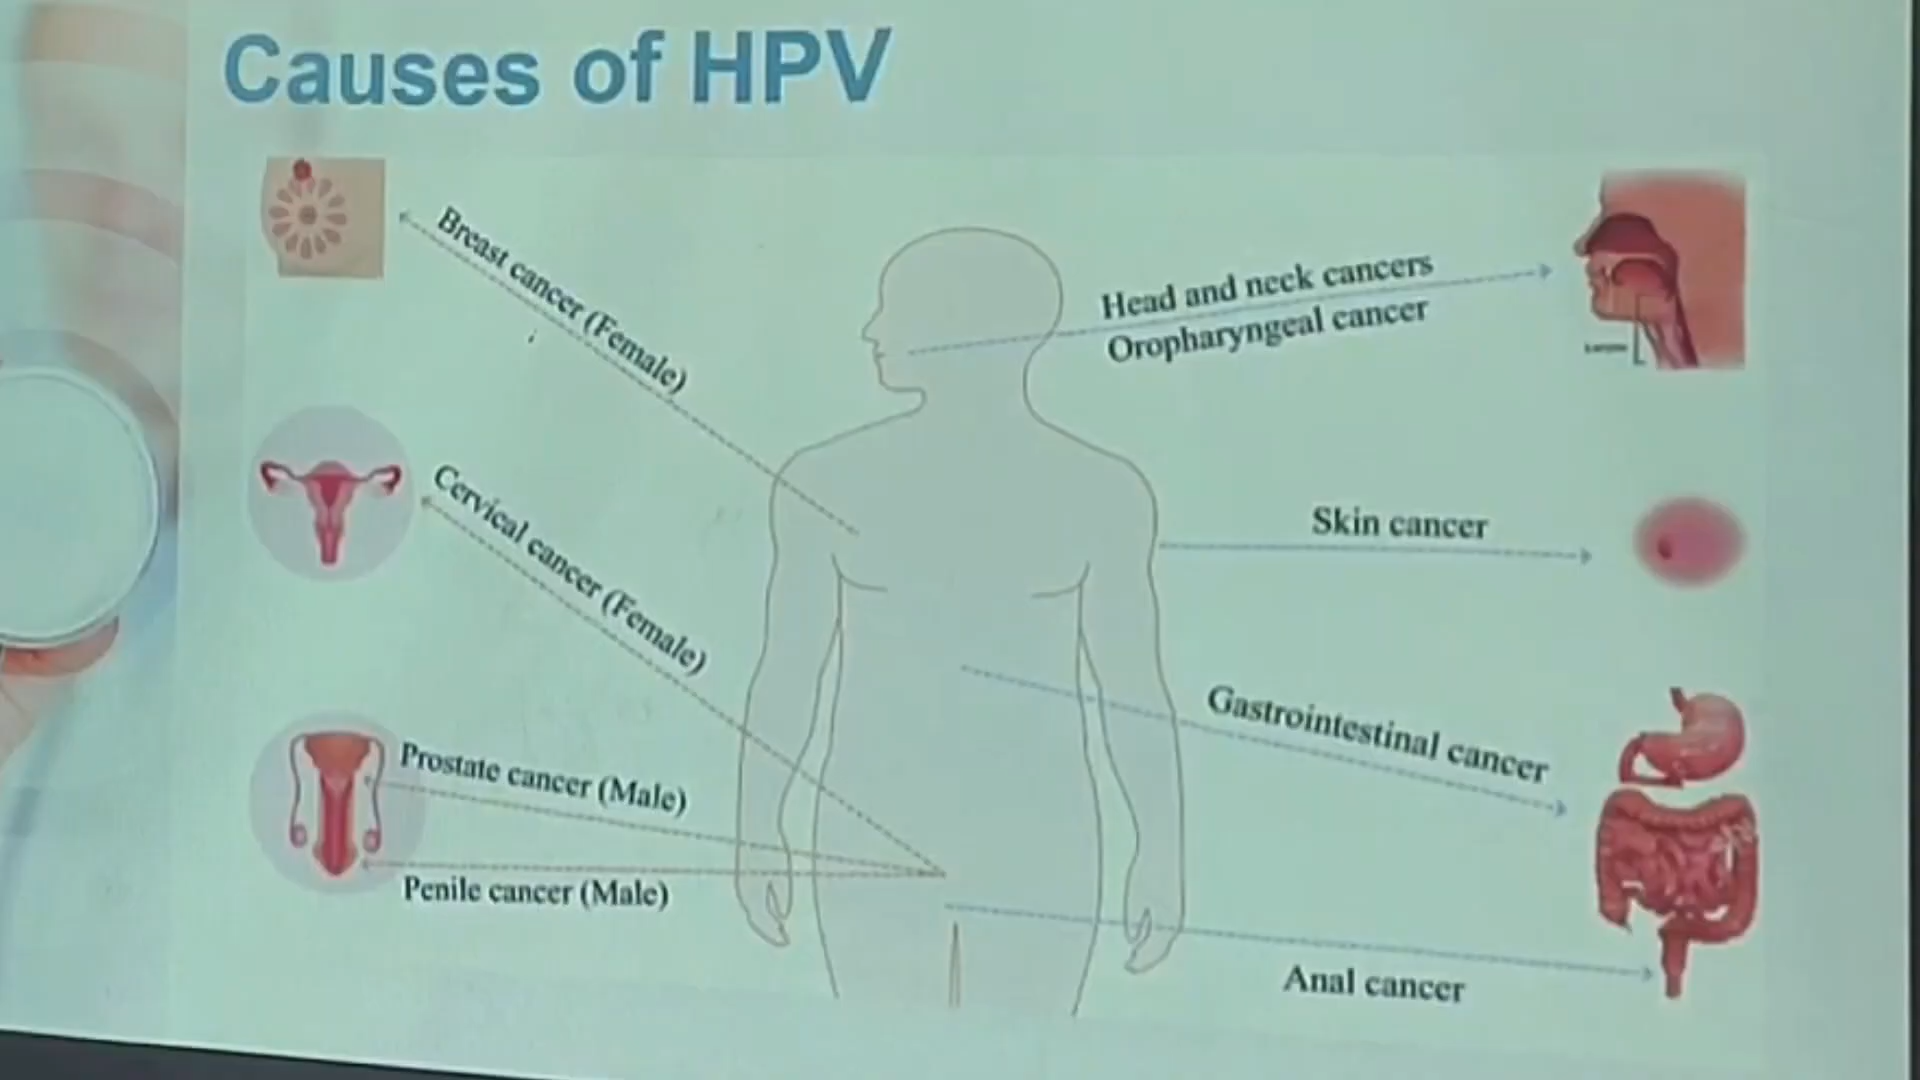 Causes of HPV
Breast cancer (Female)
Head and neck cancers
Oropharyngeal cancer
Cervical cancer (Female)
Skin cancer
Gastrointestinal cancer
Prostate cancer (Male)
Penile cancer (Male)
Anal cancer